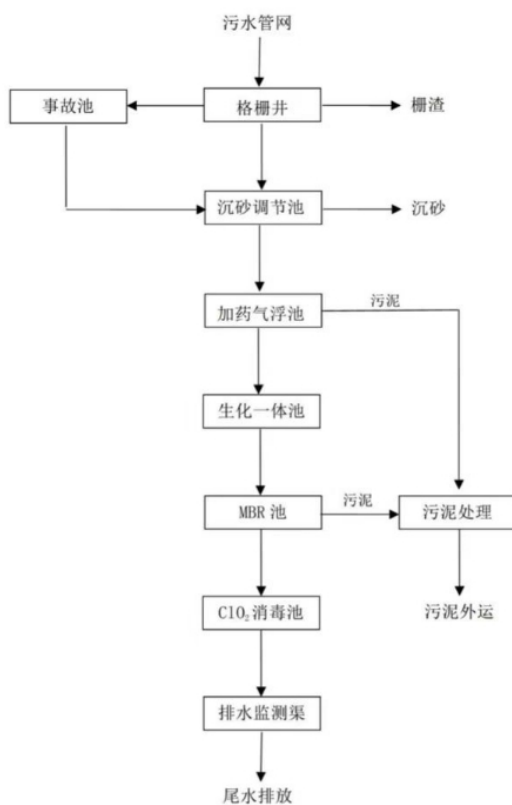 污水管网
事故池
格栅井
栅渣
沉砂调节池
沉砂
加药气浮池
污泥
生化一体池
MBR 池
污泥
污泥处理
ClO₂消毒池
污泥外运
排水监测渠
尾水排放